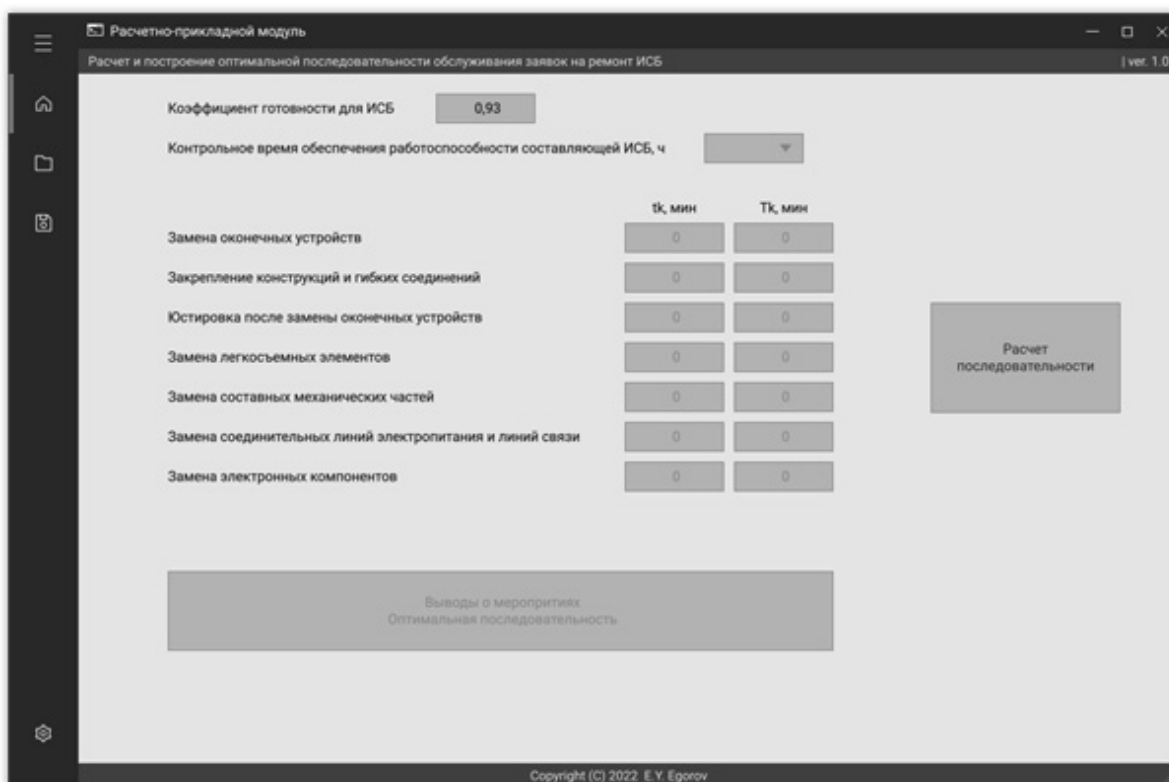 Расчетно-прикладной модуль
Расчет и построение оптимальной последовательности обслуживания заявок на ремонт ИСБ | ver. 1.0
Коэффициент готовности для ИСБ 0,93
Контрольное время обеспечения работоспособности составляющей ИСБ, ч
tk, мин Tk, мин
Замена оконечных устройств 0 0
Закрепление конструкций и гибких соединений 0 0
Юстировка после замены оконечных устройств 0 0
Замена легкосъемных элементов 0 0
Замена составных механических частей 0 0
Замена соединительных линий электропитания и линий связи 0 0
Замена электронных компонентов 0 0
Расчет
последовательности
Выводы о меропритиях
Оптимальная последовательность
Copyright (C) 2022 E.Y. Egorov